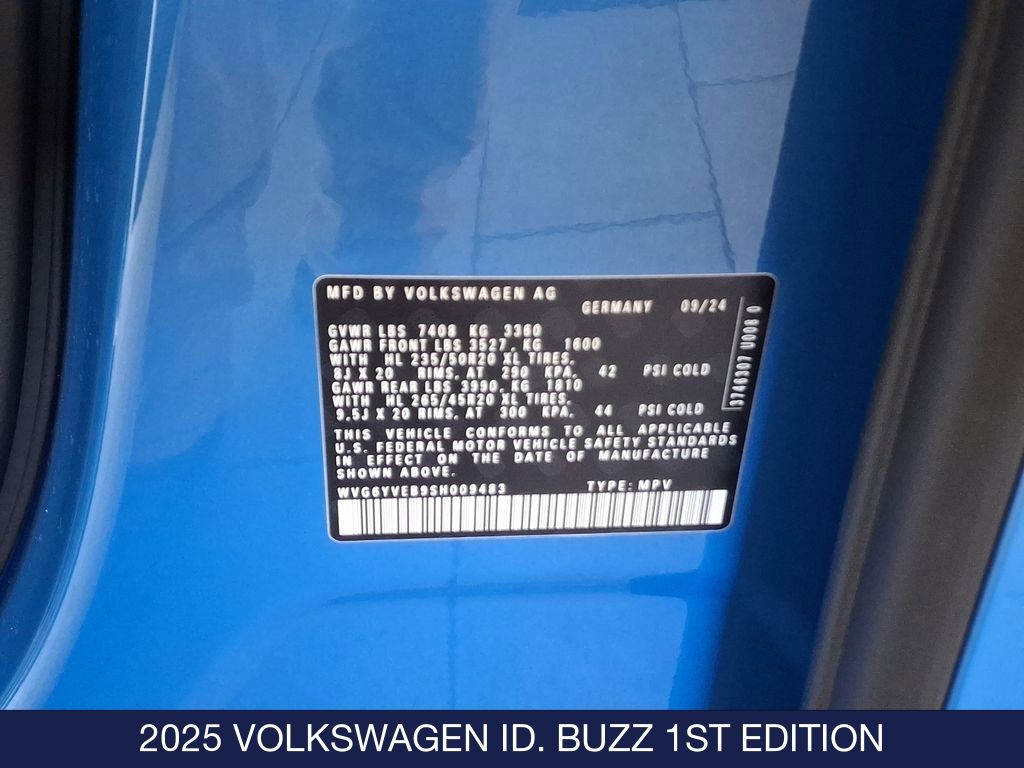 MFD BY VOLKSWAGEN AG
GERMANY 09/24
GVWR LBS 7408 KG 3360
GAWR FRONT LBS 3527, KG 1600
WITH HL 235/50R20 XL TIRES,
8J X 20 RIMS, AT 290 KPA, 42 PSI COLD
GAWR REAR LBS 3990, KG 1810
WITH HL 265/45R20 XL TIRES,
9,5J X 20 RIMS, AT 300 KPA, 44 PSI COLD
THIS VEHICLE CONFORMS TO ALL APPLICABLE
U.S. FEDERAL MOTOR VEHICLE SAFETY STANDARDS
IN EFFECT ON THE DATE OF MANUFACTURE
SHOWN ABOVE.
WVG6YVEB9SH009483 TYPE: MPV
3746307 U008 0
2025 VOLKSWAGEN ID. BUZZ 1ST EDITION